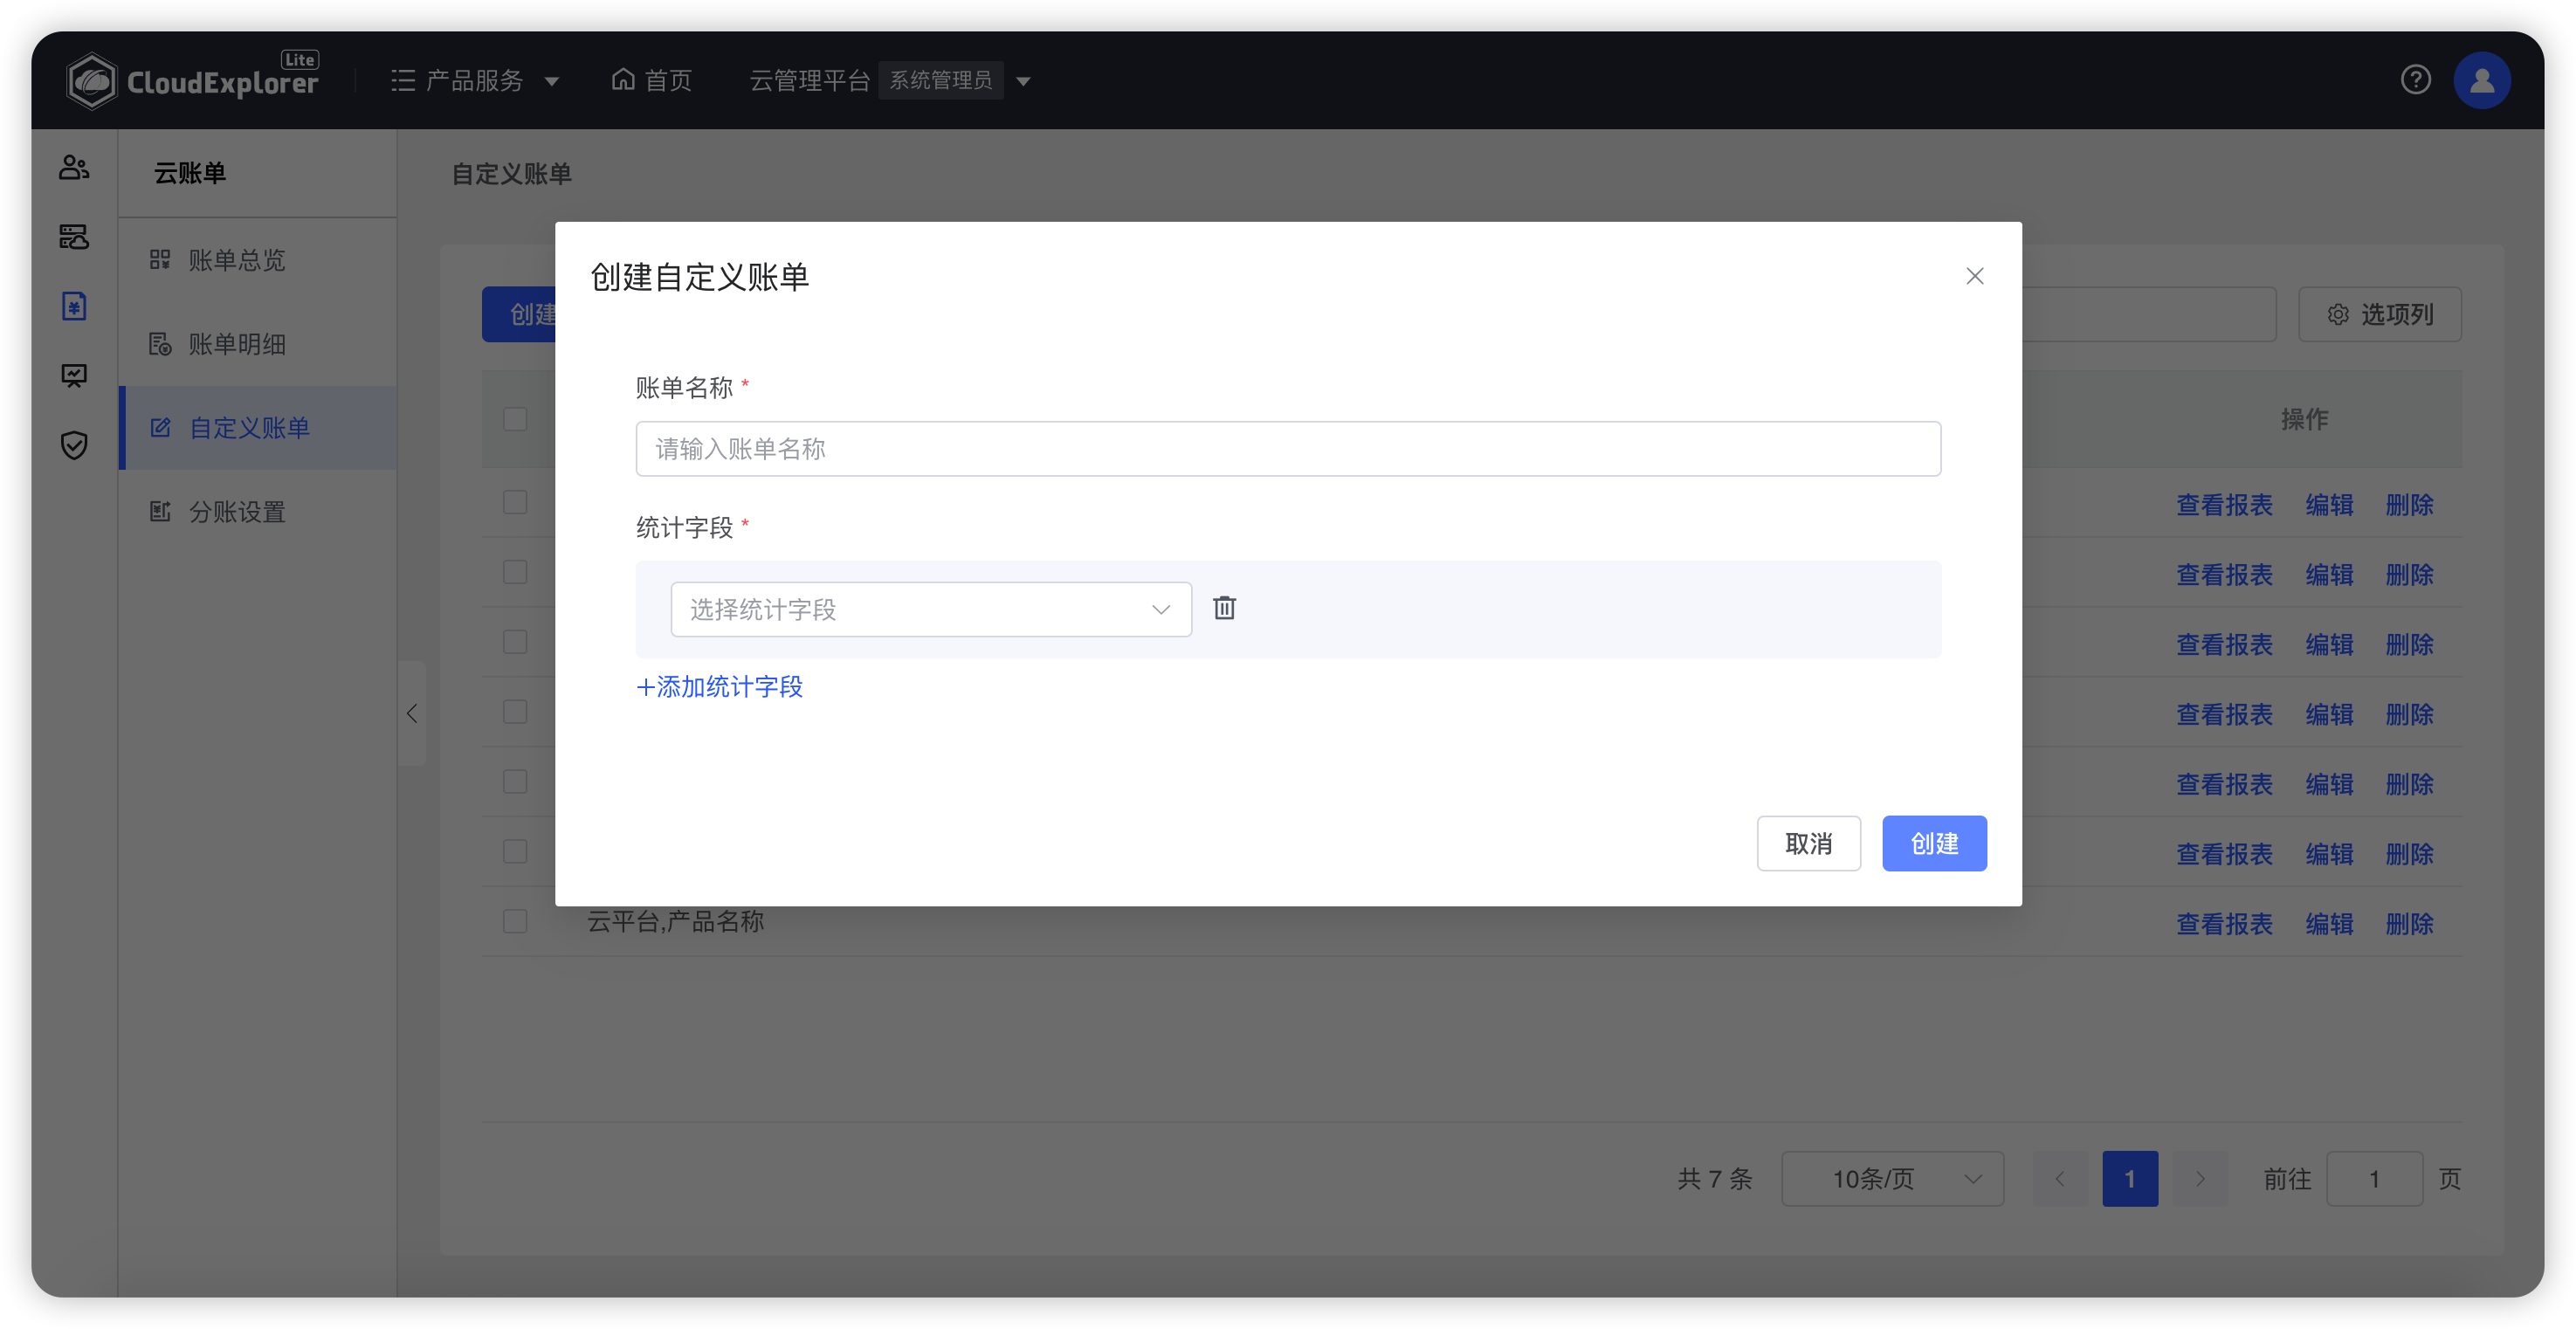 CloudExplorer Lite
产品服务
首页
云管理平台 系统管理员
云账单
账单总览
账单明细
自定义账单
分账设置
自定义账单
创建
选项列
操作
查看报表 编辑 删除
查看报表 编辑 删除
查看报表 编辑 删除
查看报表 编辑 删除
查看报表 编辑 删除
查看报表 编辑 删除
云平台,产品名称 查看报表 编辑 删除
共 7 条 10条/页 1 前往 1 页
创建自定义账单
账单名称 *
请输入账单名称
统计字段 *
选择统计字段
+添加统计字段
取消 创建